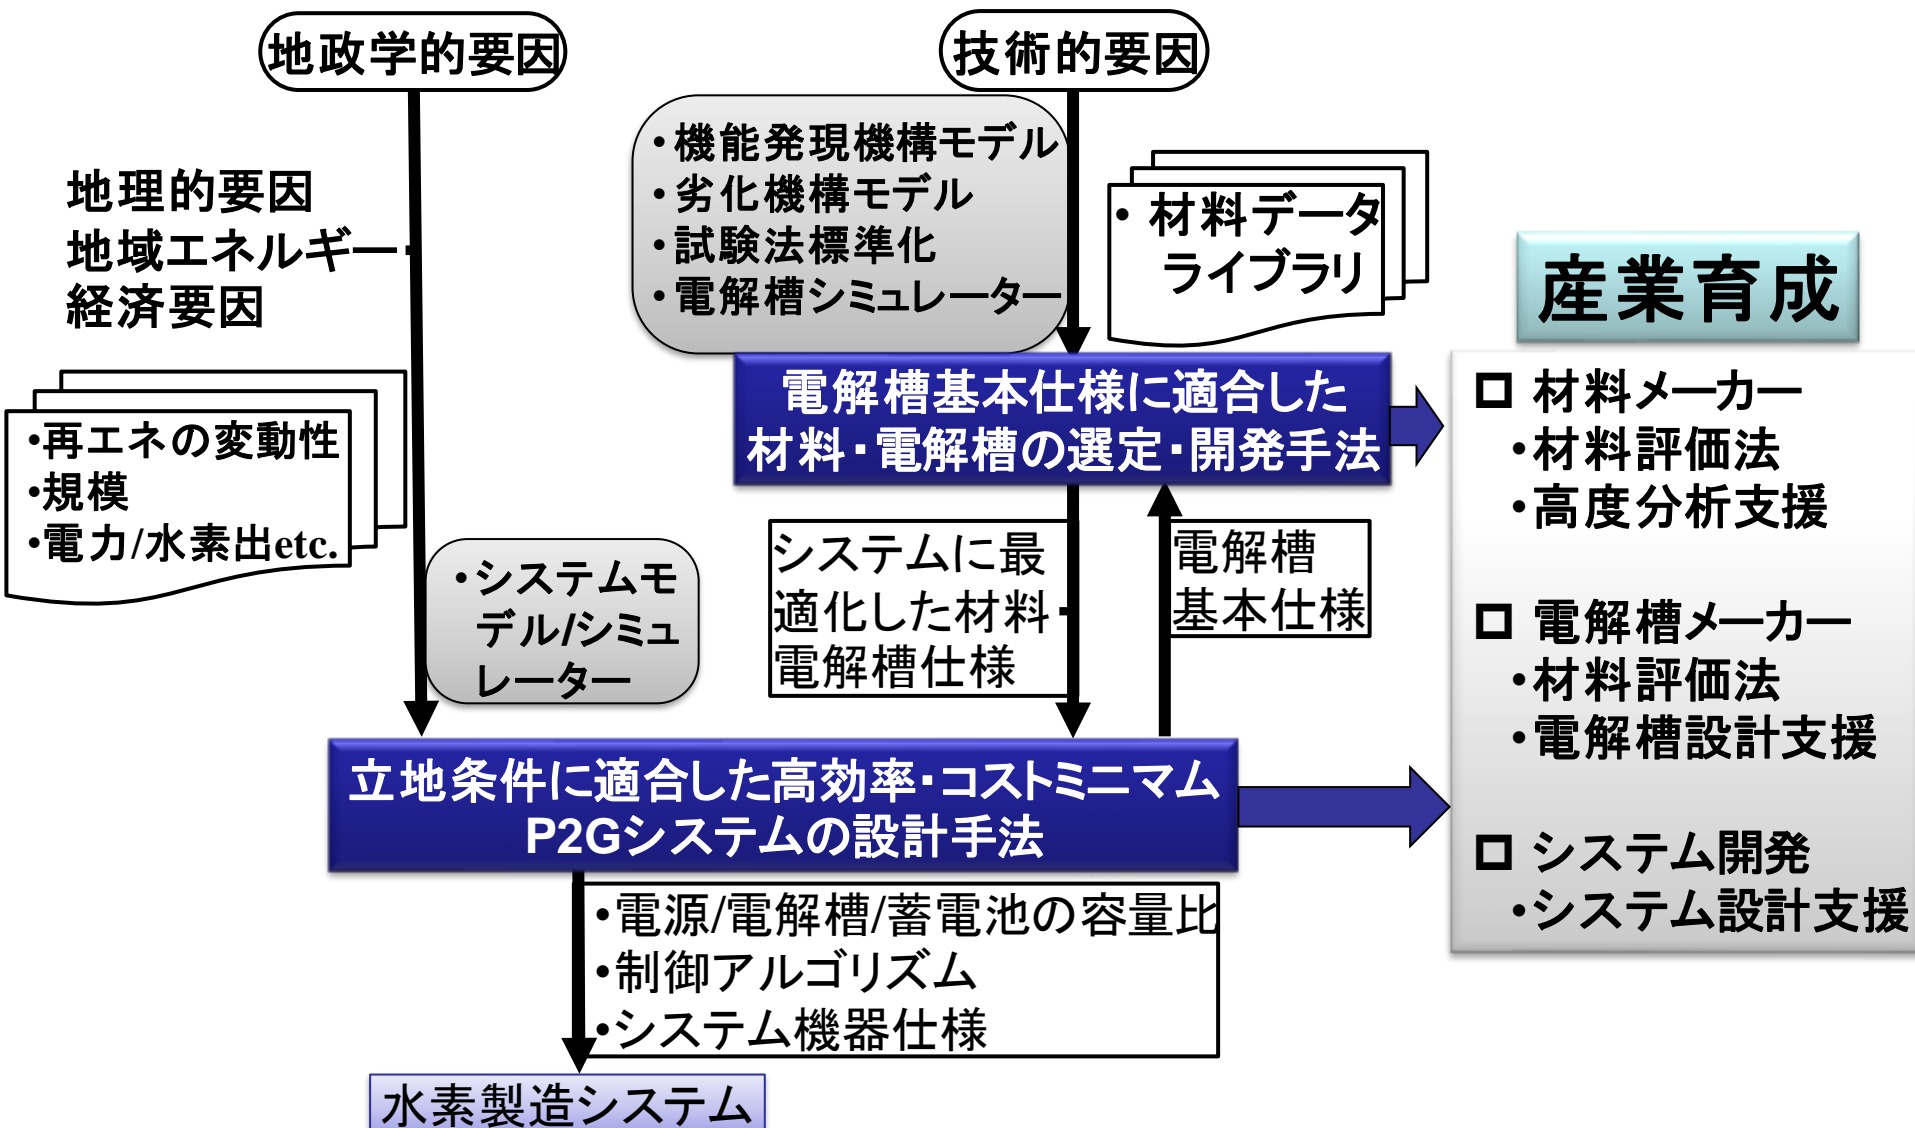 地政学的要因
技術的要因
・機能発現機構モデル
・劣化機構モデル
・試験法標準化
・電解槽シミュレーター
・材料データ
ライブラリ
地理的要因
地域エネルギー・
経済要因
・再エネの変動性
・規模
・電力/水素出etc.
・システムモ
デル/シミュ
レーター
電解槽基本仕様に適合した
材料・電解槽の選定・開発手法
システムに最
適化した材料・
電解槽仕様
電解槽
基本仕様
立地条件に適合した高効率・コストミニマム
P2Gシステムの設計手法
・電源/電解槽/蓄電池の容量比
・制御アルゴリズム
・システム機器仕様
水素製造システム
産業育成
□ 材料メーカー
・材料評価法
・高度分析支援
□ 電解槽メーカー
・材料評価法
・電解槽設計支援
□ システム開発
・システム設計支援